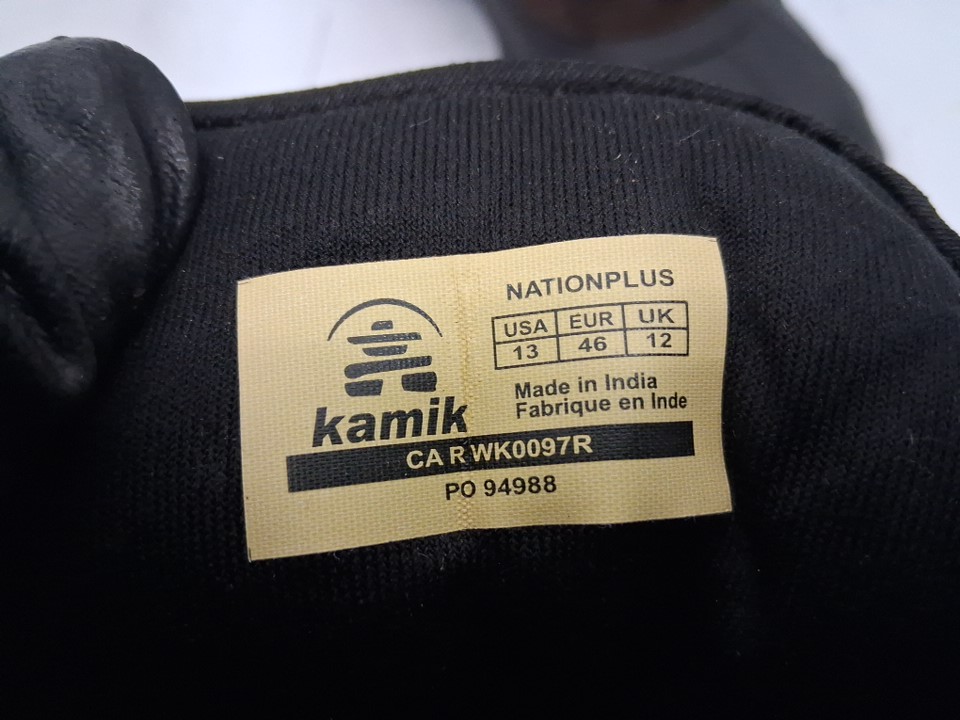 NATIONPLUS
USA EUR UK
13 46 12
Made in India
Fabrique en Inde
kamik
CA R WK0097R
PO 94988